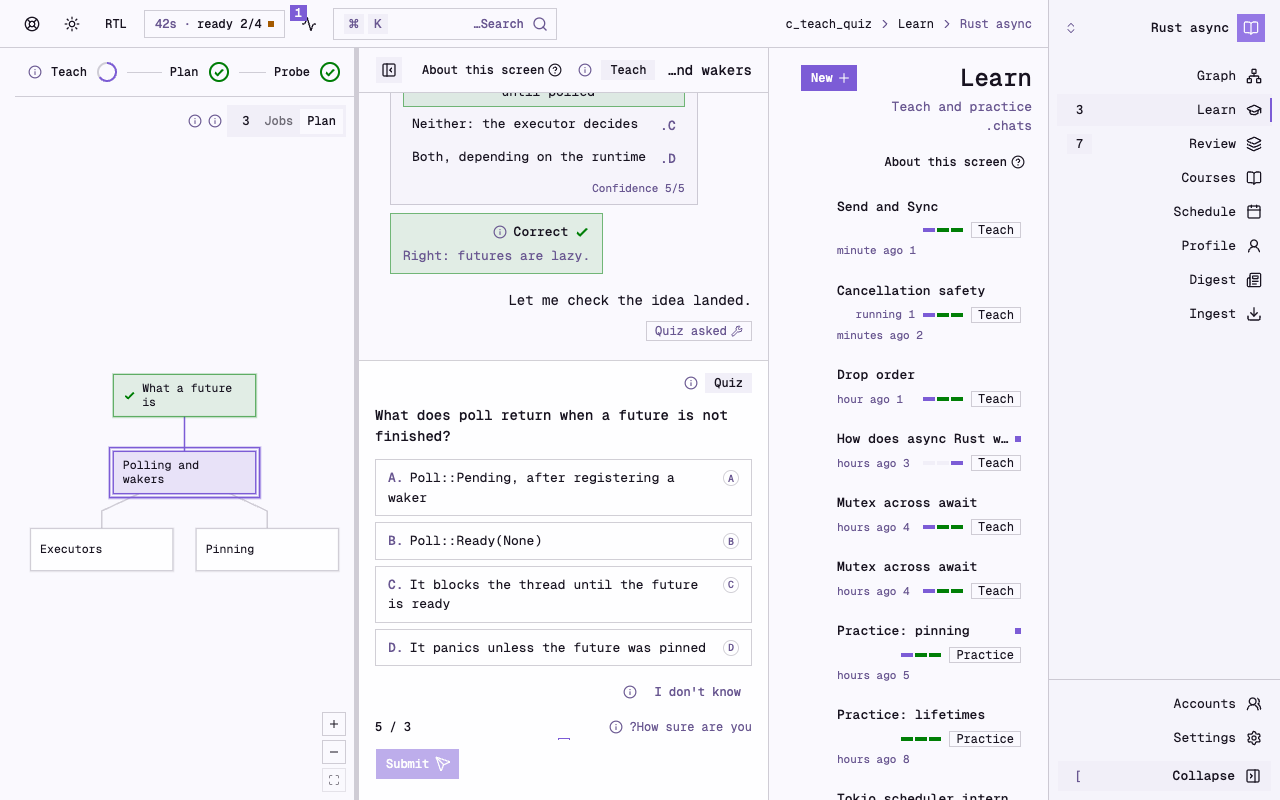 RTL
42s · ready 2/4
1
⌘ K
Search…
c_teach_quiz > Learn > Rust async
Rust async
Graph
Learn
3
Review
7
Courses
Schedule
Profile
Digest
Ingest
Accounts
Settings
Collapse
[
Learn
New
Teach and practice
chats.
About this screen
Send and Sync
Teach
1 minute ago
Cancellation safety
Teach
1 running
2 minutes ago
Drop order
Teach
1 hour ago
How does async Rust w…
Teach
3 hours ago
Mutex across await
Teach
4 hours ago
Mutex across await
Teach
4 hours ago
Practice: pinning
Practice
5 hours ago
Practice: lifetimes
Practice
8 hours ago
Tokio scheduler intern
…nd wakers
Teach
About this screen
until polled
C. Neither: the executor decides
D. Both, depending on the runtime
Confidence 5/5
Correct
Right: futures are lazy.
Let me check the idea landed.
Quiz asked
Quiz
What does poll return when a future is not
finished?
A. Poll::Pending, after registering a
waker
A
B. Poll::Ready(None)
B
C. It blocks the thread until the future
is ready
C
D. It panics unless the future was pinned
D
I don't know
How sure are you?
5 / 3
Submit
Probe
Plan
Teach
Plan
Jobs 3
What a future
is
Polling and
wakers
Executors
Pinning